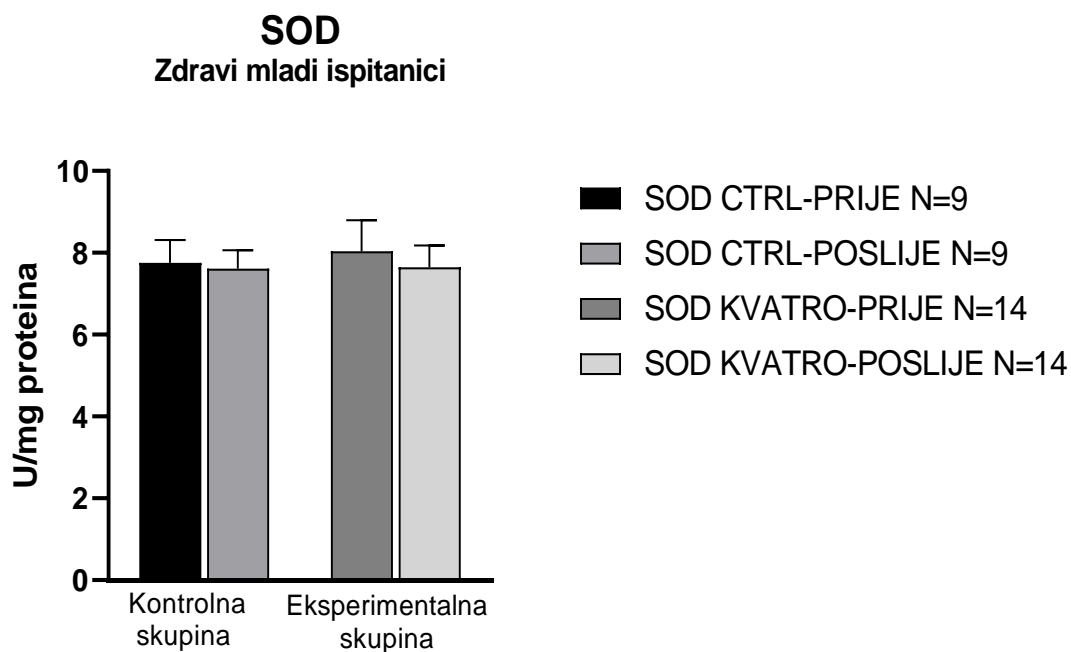 SOD
Zdravi mladi ispitanici
U/mg proteina
10
8
6
4
2
0
Kontrolna
skupina
Eksperimentalna
skupina
SOD CTRL-PRIJE N=9
SOD CTRL-POSLIJE N=9
SOD KVATRO-PRIJE N=14
SOD KVATRO-POSLIJE N=14